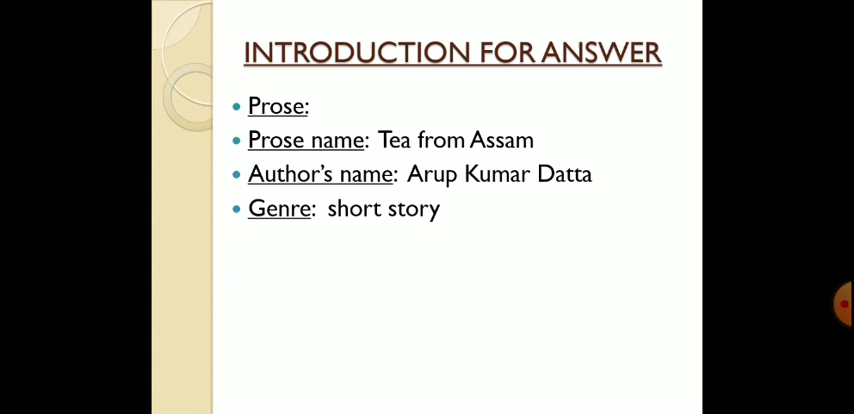 INTRODUCTION FOR ANSWER
• Prose:
• Prose name: Tea from Assam
• Author's name: Arup Kumar Datta
• Genre: short story